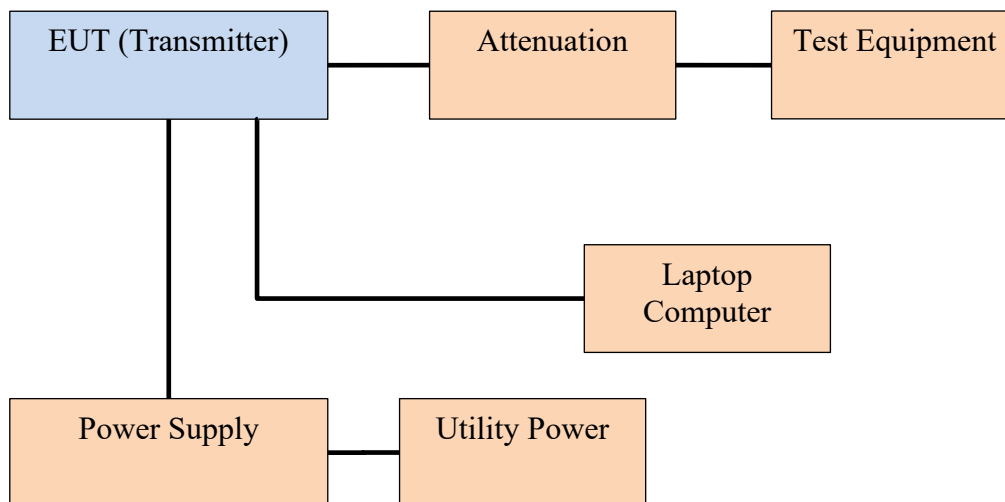 EUT (Transmitter)
Attenuation
Test Equipment
Laptop
Computer
Power Supply
Utility Power